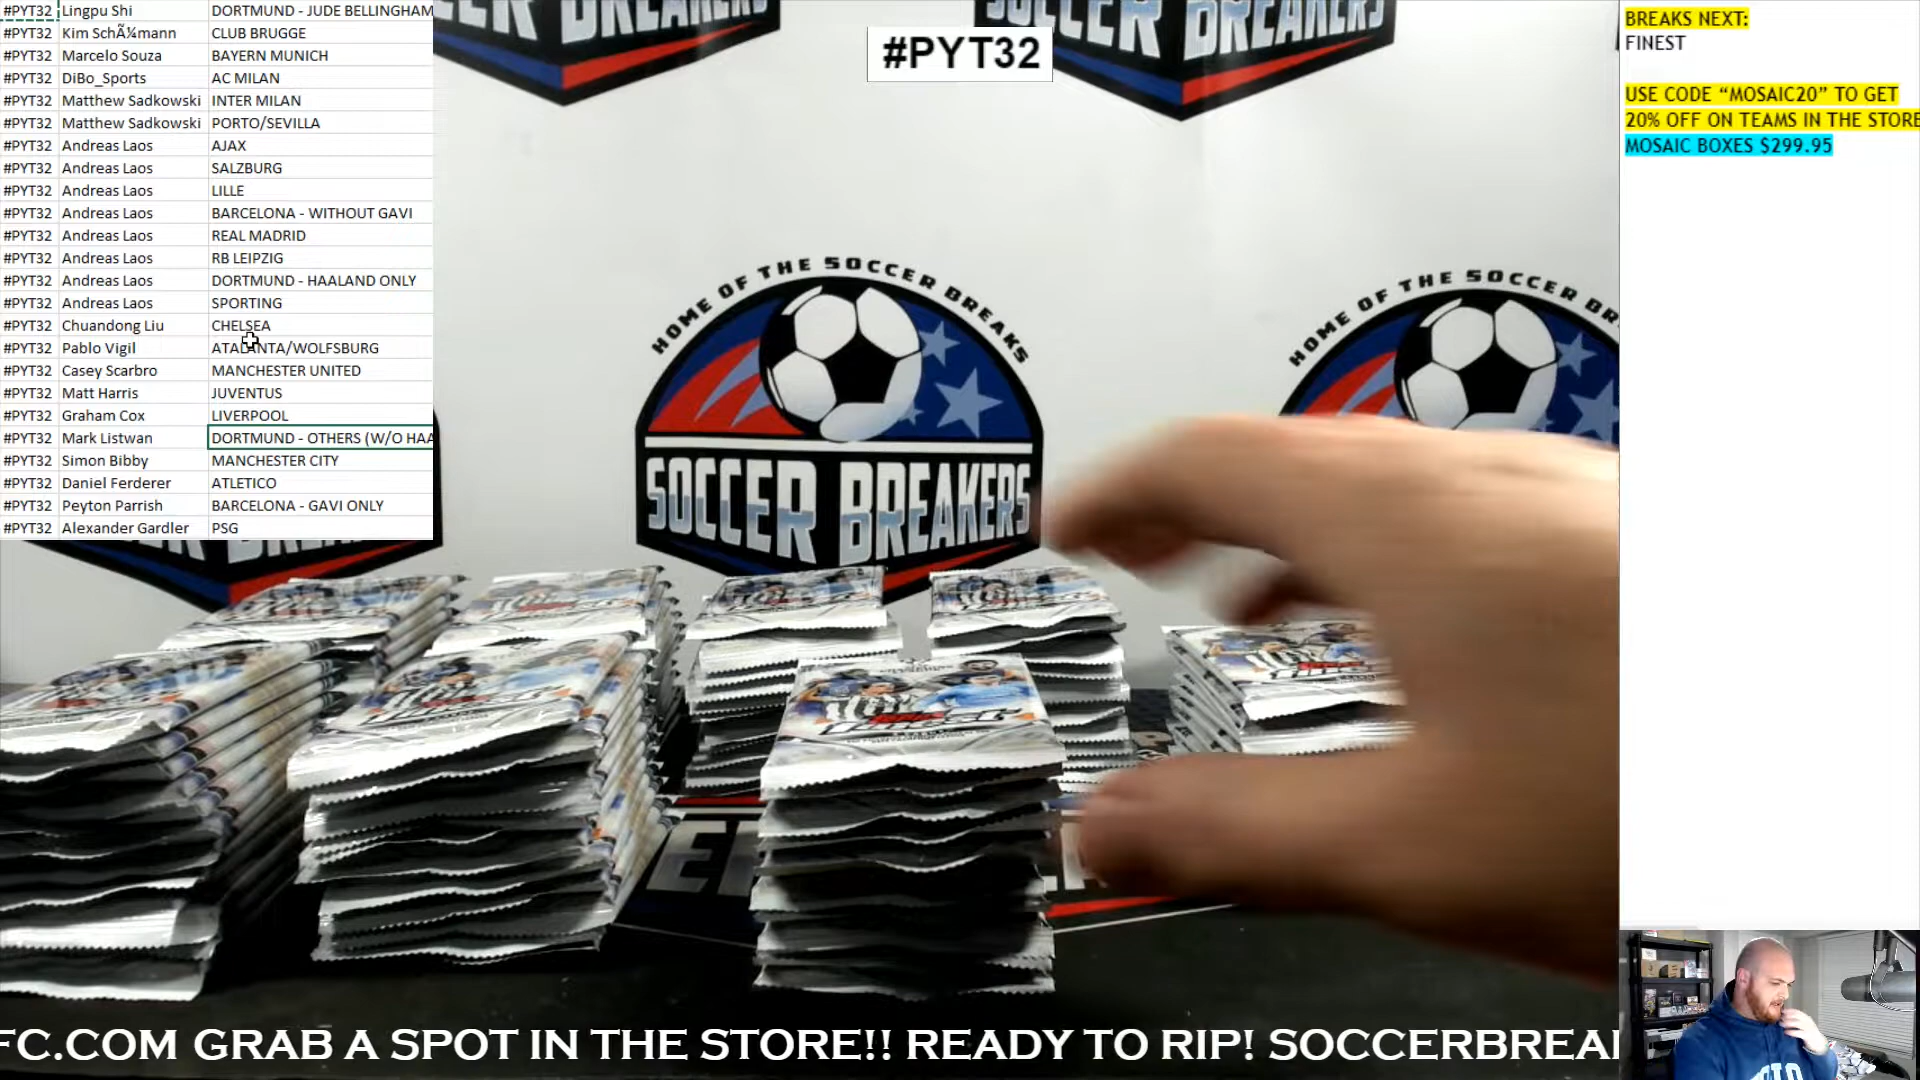 #PYT32 Lingpu Shi DORTMUND - JUDE BELLINGHAM
#PYT32 Kim SchÃ¼mann CLUB BRUGGE
#PYT32 Marcelo Souza BAYERN MUNICH
#PYT32 DiBo_Sports AC MILAN
#PYT32 Matthew Sadkowski INTER MILAN
#PYT32 Matthew Sadkowski PORTO/SEVILLA
#PYT32 Andreas Laos AJAX
#PYT32 Andreas Laos SALZBURG
#PYT32 Andreas Laos LILLE
#PYT32 Andreas Laos BARCELONA - WITHOUT GAVI
#PYT32 Andreas Laos REAL MADRID
#PYT32 Andreas Laos RB LEIPZIG
#PYT32 Andreas Laos DORTMUND - HAALAND ONLY
#PYT32 Andreas Laos SPORTING
#PYT32 Chuandong Liu CHELSEA
#PYT32 Pablo Vigil ATALANTA/WOLFSBURG
#PYT32 Casey Scarbro MANCHESTER UNITED
#PYT32 Matt Harris JUVENTUS
#PYT32 Graham Cox LIVERPOOL
#PYT32 Mark Listwan DORTMUND - OTHERS (W/O HAA
#PYT32 Simon Bibby MANCHESTER CITY
#PYT32 Daniel Ferderer ATLETICO
#PYT32 Peyton Parrish BARCELONA - GAVI ONLY
#PYT32 Alexander Gardler PSG
#PYT32
BREAKS NEXT:
FINEST
USE CODE “MOSAIC20” TO GET
20% OFF ON TEAMS IN THE STORE
MOSAIC BOXES $299.95
HOME OF THE SOCCER BREAKS
SOCCER BREAKERS
HOME OF THE SOCCER BRE
FINEST
FC.COM GRAB A SPOT IN THE STORE!! READY TO RIP! SOCCERBREA